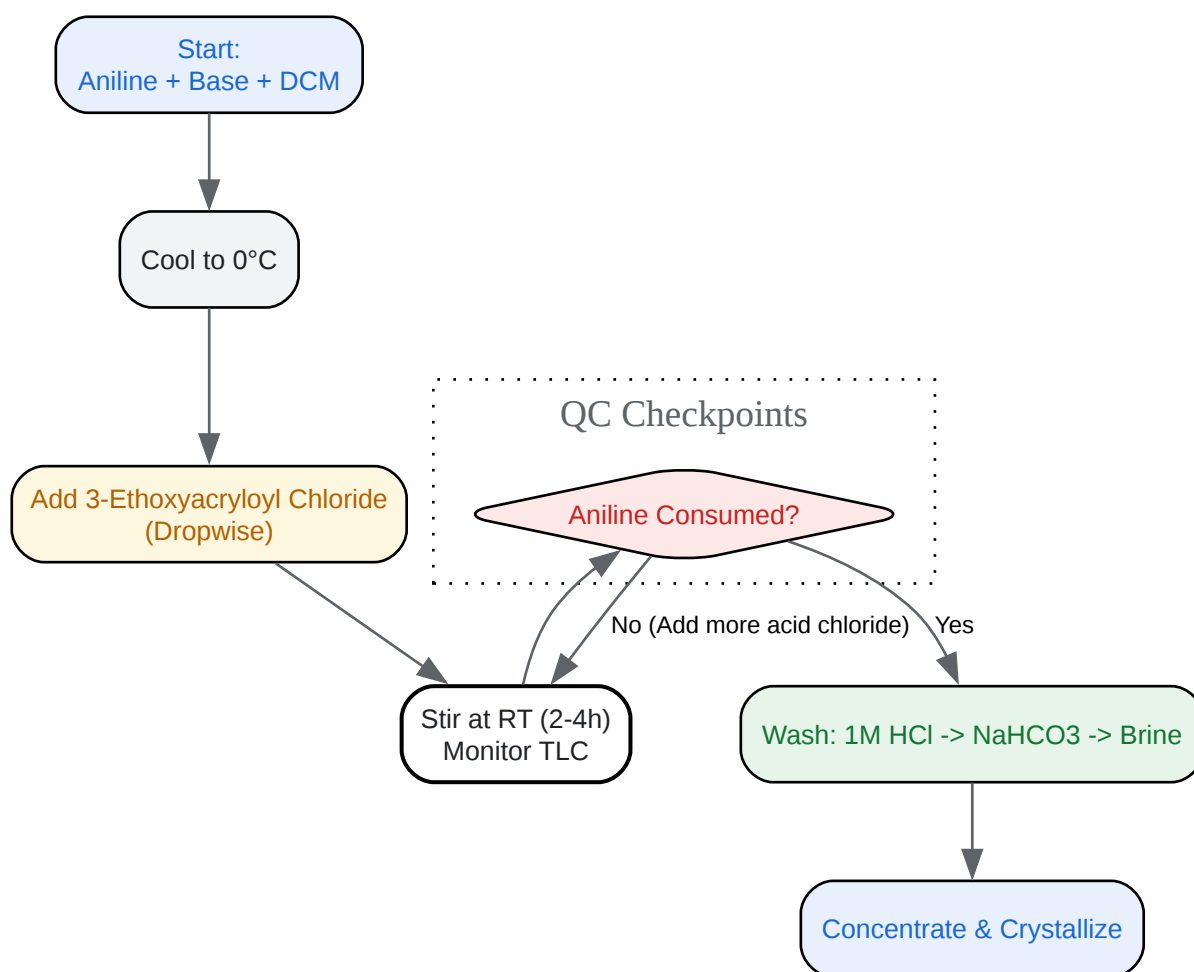 Start:
Aniline + Base + DCM
Cool to 0°C
Add 3-Ethoxyacryloyl Chloride
(Dropwise)
QC Checkpoints
Aniline Consumed?
No (Add more acid chloride)
Yes
Stir at RT (2-4h)
Monitor TLC
Wash: 1M HCl -> NaHCO3 -> Brine
Concentrate & Crystallize